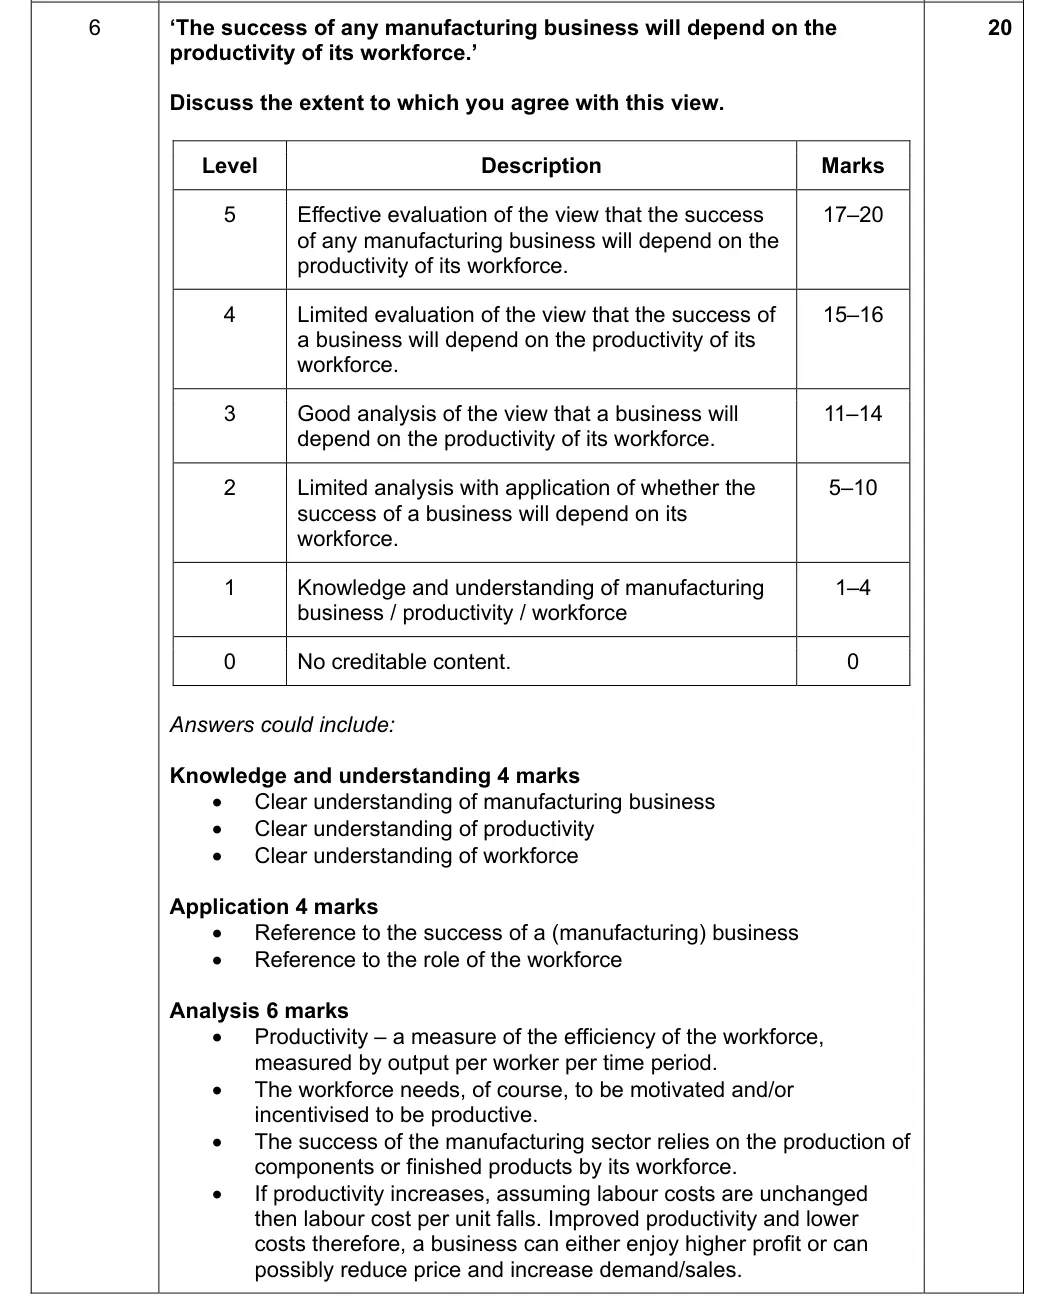 6 ‘The success of any manufacturing business will depend on the 20
productivity of its workforce.’
Discuss the extent to which you agree with this view.
Level Description Marks
5 Effective evaluation of the view that the success 17–20
of any manufacturing business will depend on the
productivity of its workforce.
4 Limited evaluation of the view that the success of 15–16
a business will depend on the productivity of its
workforce.
3 Good analysis of the view that a business will 11–14
depend on the productivity of its workforce.
2 Limited analysis with application of whether the 5–10
success of a business will depend on its
workforce.
1 Knowledge and understanding of manufacturing 1–4
business / productivity / workforce
0 No creditable content. 0
Answers could include:
Knowledge and understanding 4 marks
• Clear understanding of manufacturing business
• Clear understanding of productivity
• Clear understanding of workforce
Application 4 marks
• Reference to the success of a (manufacturing) business
• Reference to the role of the workforce
Analysis 6 marks
• Productivity – a measure of the efficiency of the workforce,
measured by output per worker per time period.
• The workforce needs, of course, to be motivated and/or
incentivised to be productive.
• The success of the manufacturing sector relies on the production of
components or finished products by its workforce.
• If productivity increases, assuming labour costs are unchanged
then labour cost per unit falls. Improved productivity and lower
costs therefore, a business can either enjoy higher profit or can
possibly reduce price and increase demand/sales.